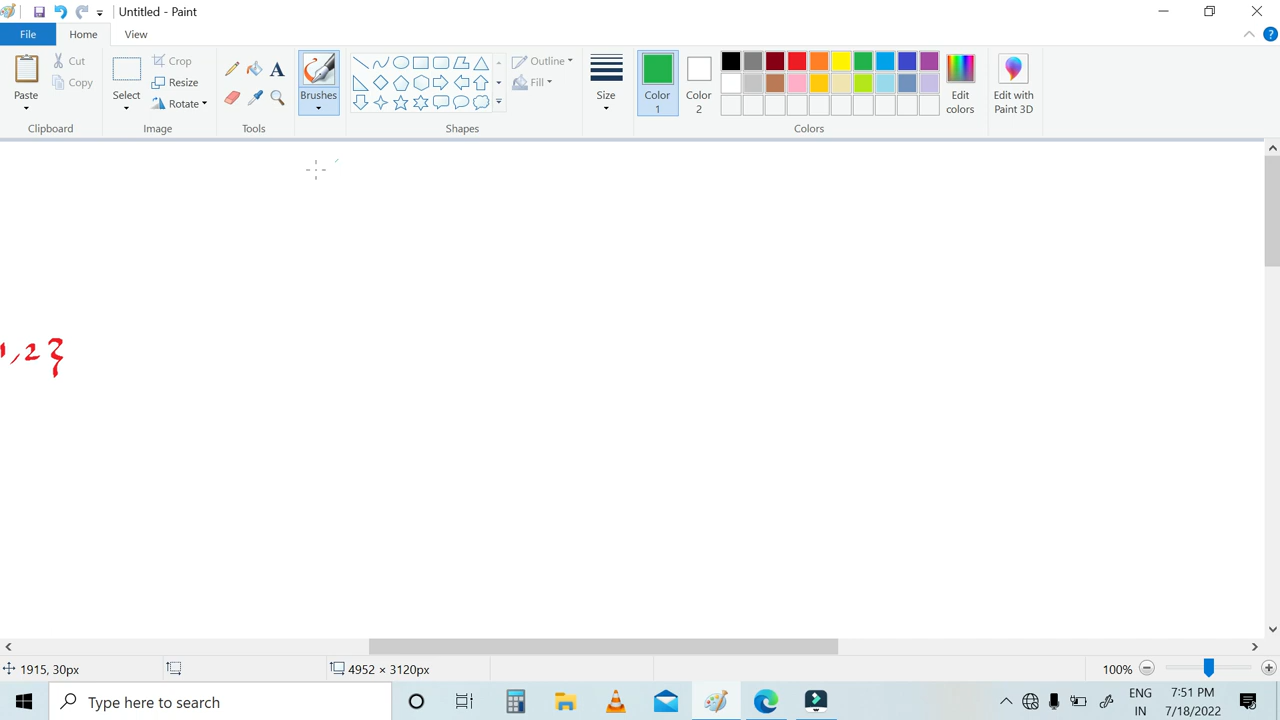 Untitled - Paint
File
Home
View
Paste
Cut
Copy
Clipboard
Select
Crop
Resize
Rotate
Image
Tools
Brushes
Shapes
Outline
Fill
Size
Color
1
Color
2
Colors
Edit
colors
Edit with
Paint 3D
1,2}
1915, 30px
4952 × 3120px
100%
Type here to search
ENG
IN
7:51 PM
7/18/2022